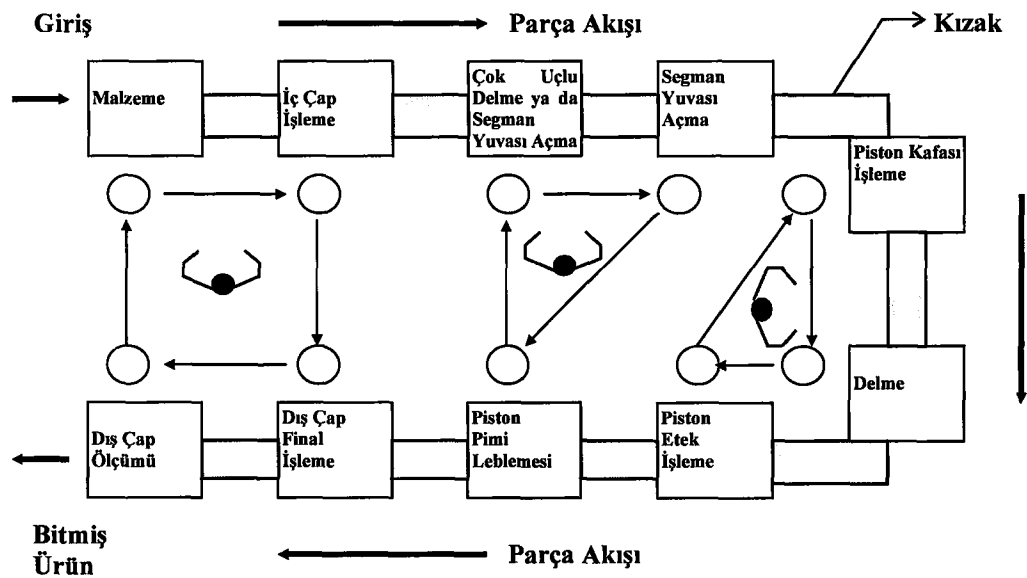 Giriş
Parça Akışı
Kızak
Malzeme
İç Çap
İşleme
Çok Uçlu
Delme ya da
Segman
Yuvası Açma
Segman
Yuvası
Açma
Piston Kafası
İşleme
Delme
Dış Çap
Ölçümü
Dış Çap
Final
İşleme
Piston
Pimi
Leblemesi
Piston
Etek
İşleme
Bitmiş
Ürün
Parça Akışı